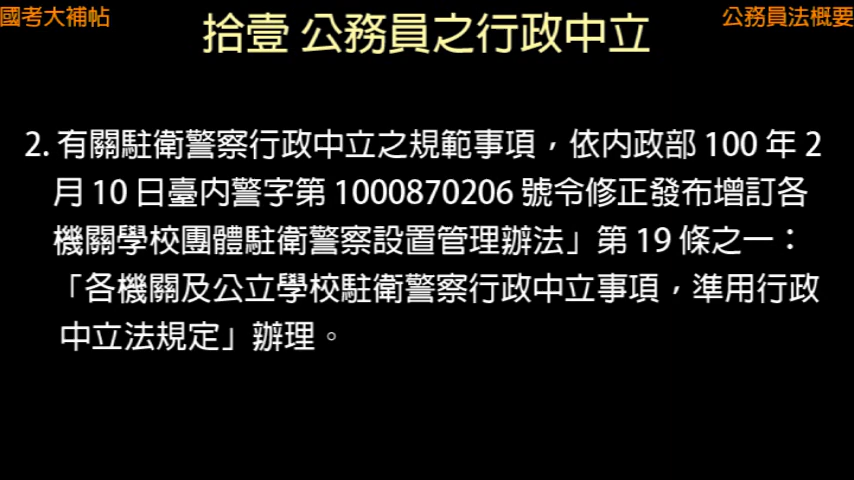 國考大補帖
公務員法概要
拾壹 公務員之行政中立
2. 有關駐衛警察行政中立之規範事項，依內政部 100 年 2
月 10 日臺內警字第 1000870206 號令修正發布增訂各
機關學校團體駐衛警察設置管理辦法」第 19 條之一：
「各機關及公立學校駐衛警察行政中立事項，準用行政
中立法規定」辦理。